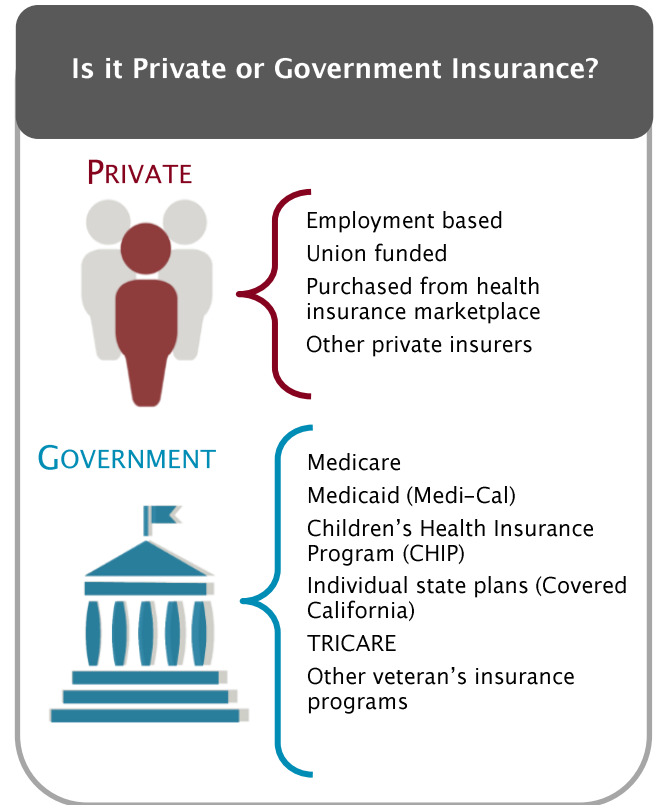 Is it Private or Government Insurance?
PRIVATE
Employment based
Union funded
Purchased from health
insurance marketplace
Other private insurers
GOVERNMENT
Medicare
Medicaid (Medi–Cal)
Children’s Health Insurance
Program (CHIP)
Individual state plans (Covered
California)
TRICARE
Other veteran’s insurance
programs